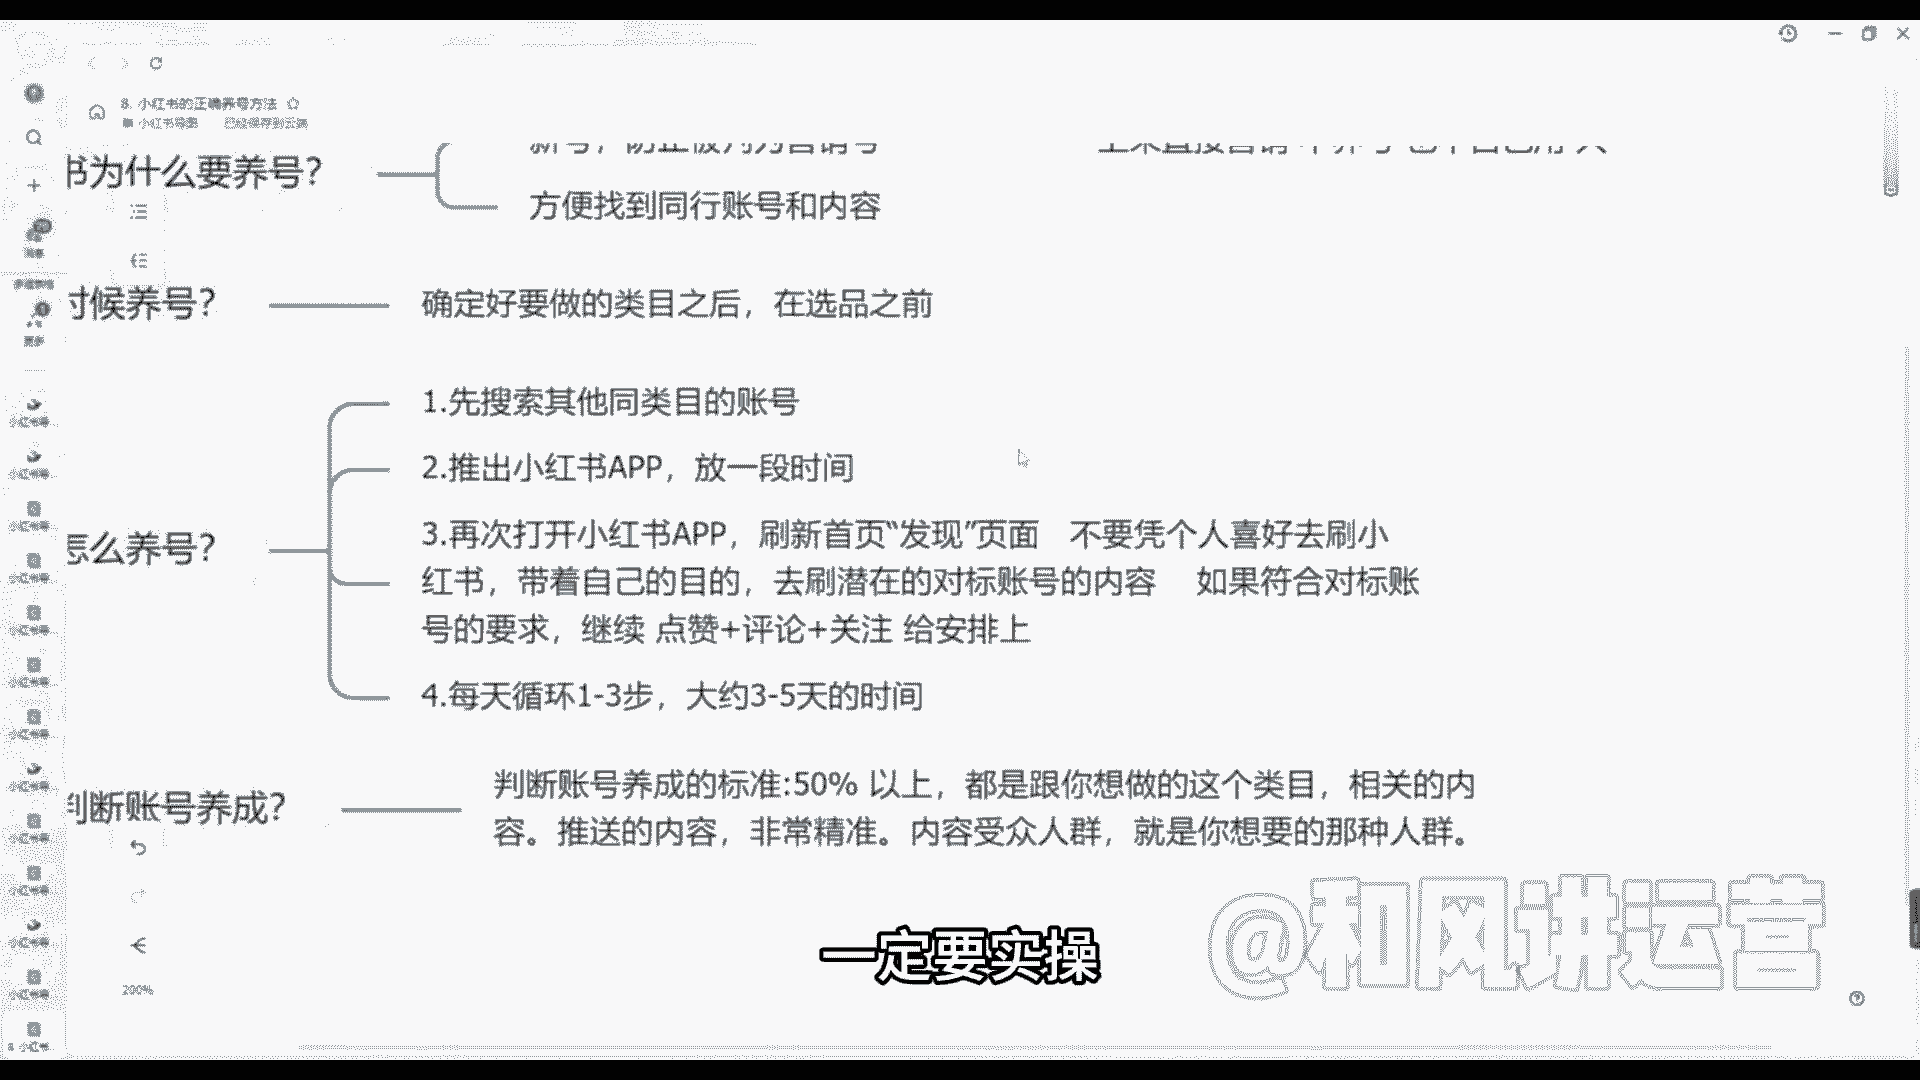 8. 小红书的正确养号方法
小红书导图 已经保存到云端
书为什么要养号？
新号，防止被判为营销号
方便找到同行账号和内容
时候养号？
确定好要做的类目之后，在选品之前
怎么养号？
1.先搜索其他同类目的账号
2.推出小红书APP，放一段时间
3.再次打开小红书APP，刷新首页“发现”页面 不要凭个人喜好去刷小
红书，带着自己的目的，去刷潜在的对标账号的内容 如果符合对标账
号的要求，继续 点赞+评论+关注 给安排上
4.每天循环1-3步，大约3-5天的时间
判断账号养成？
判断账号养成的标准:50% 以上，都是跟你想做的这个类目，相关的内
容。推送的内容，非常精准。内容受众人群，就是你想要的那种人群。
@和风讲运营
一定要实操
200%